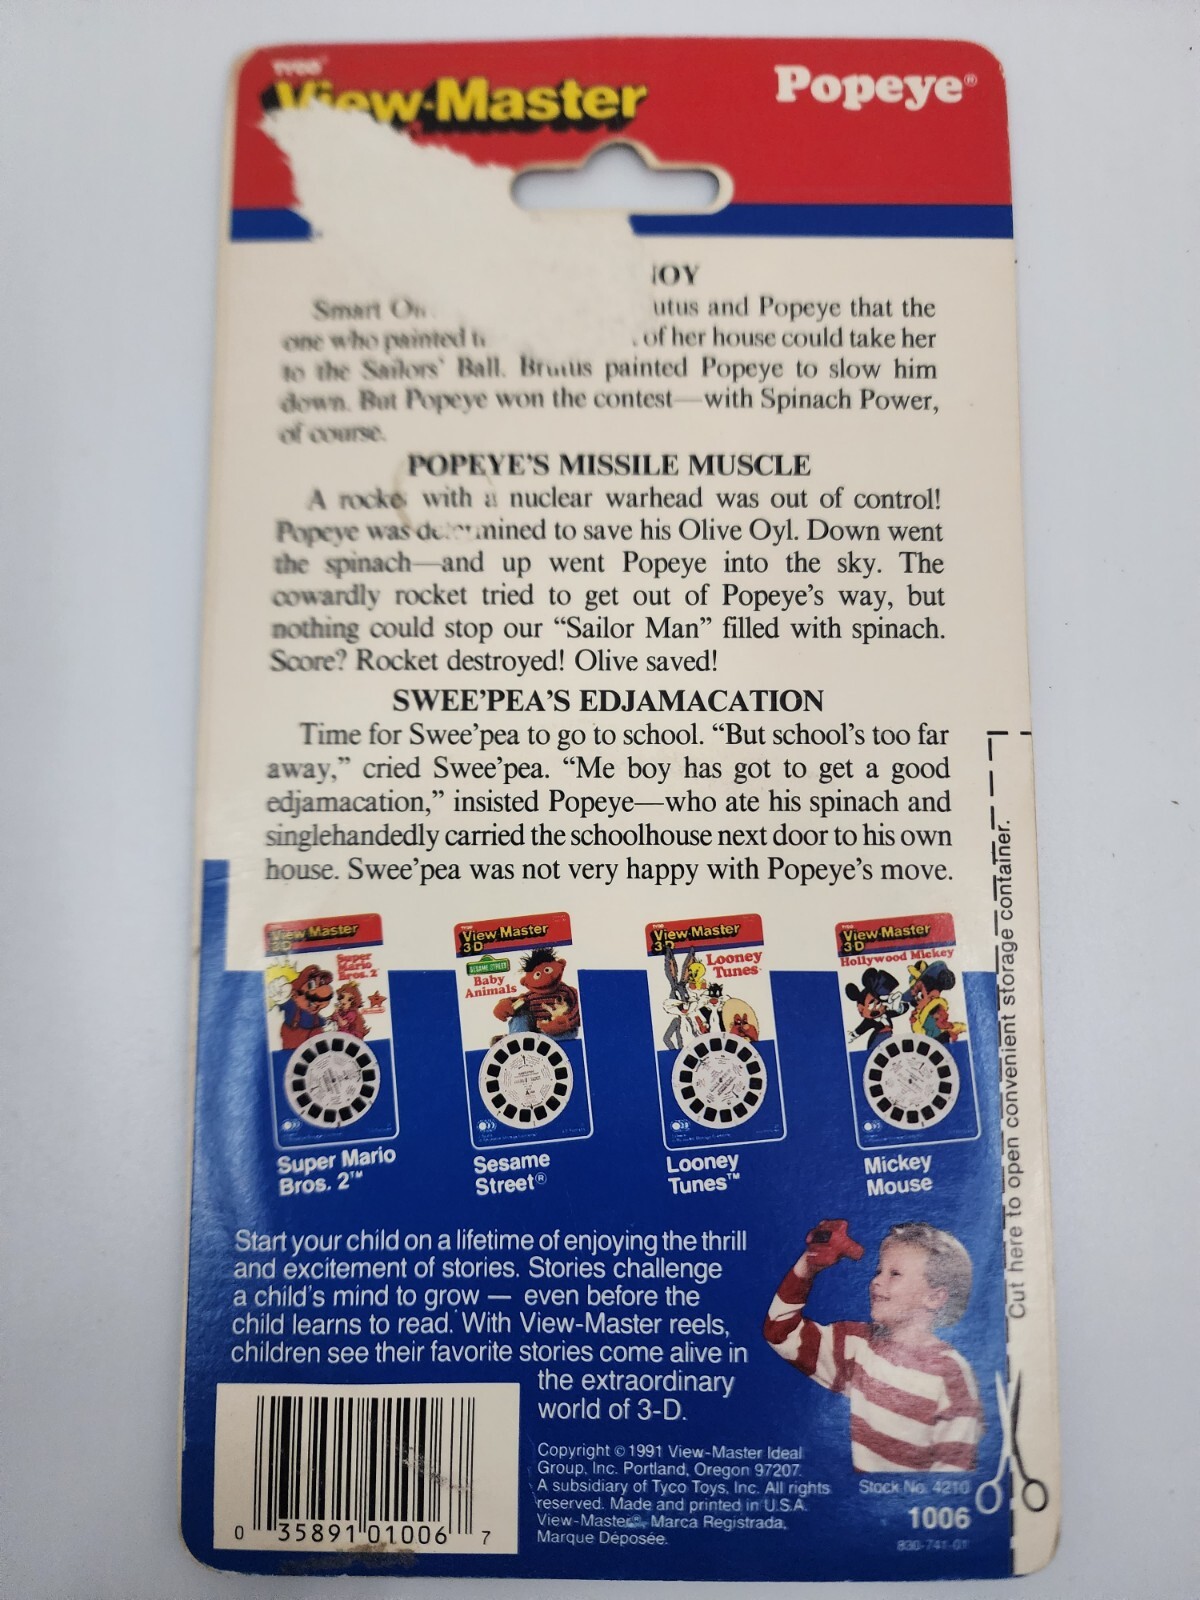 TYCO
View-Master
Popeye®
Smart
utus and Popeye that the
one who painted of her house could take her
to the Sailors' Ball. Brutus painted Popeye to slow him
down. But Popeye won the contest—with Spinach Power,
of course.
POPEYE'S MISSILE MUSCLE
A rocket with a nuclear warhead was out of control!
Popeye was determined to save his Olive Oyl. Down went
the spinach—and up went Popeye into the sky. The
cowardly rocket tried to get out of Popeye's way, but
nothing could stop our “Sailor Man” filled with spinach.
Score? Rocket destroyed! Olive saved!
SWEE'PEA'S EDJAMACATION
Time for Swee'pea to go to school. “But school's too far
away,” cried Swee'pea. “Me boy has got to get a good
edjamacation,” insisted Popeye—who ate his spinach and
singlehandedly carried the schoolhouse next door to his own
house. Swee'pea was not very happy with Popeye's move.
View-Master
3-D
Super
Mario
Bros. 2
View-Master
3-D
SESAME STREET
Baby
Animals
View-Master
3-D
Looney
Tunes
View-Master
3-D
Hollywood Mickey
Super Mario
Bros. 2™
Sesame
Street®
Looney
Tunes™
Mickey
Mouse
Start your child on a lifetime of enjoying the thrill
and excitement of stories. Stories challenge
a child's mind to grow — even before the
child learns to read. With View-Master reels,
children see their favorite stories come alive in
the extraordinary
world of 3-D.
Copyright © 1991 View-Master Ideal
Group, Inc. Portland, Oregon 97207.
A subsidiary of Tyco Toys, Inc. All rights
reserved. Made and printed in U.S.A.
View-Master® Marca Registrada,
Marque Déposée.
0 35891 01006 7
Stock No. 4210
1006
830-741-01
Cut here to open convenient storage container.